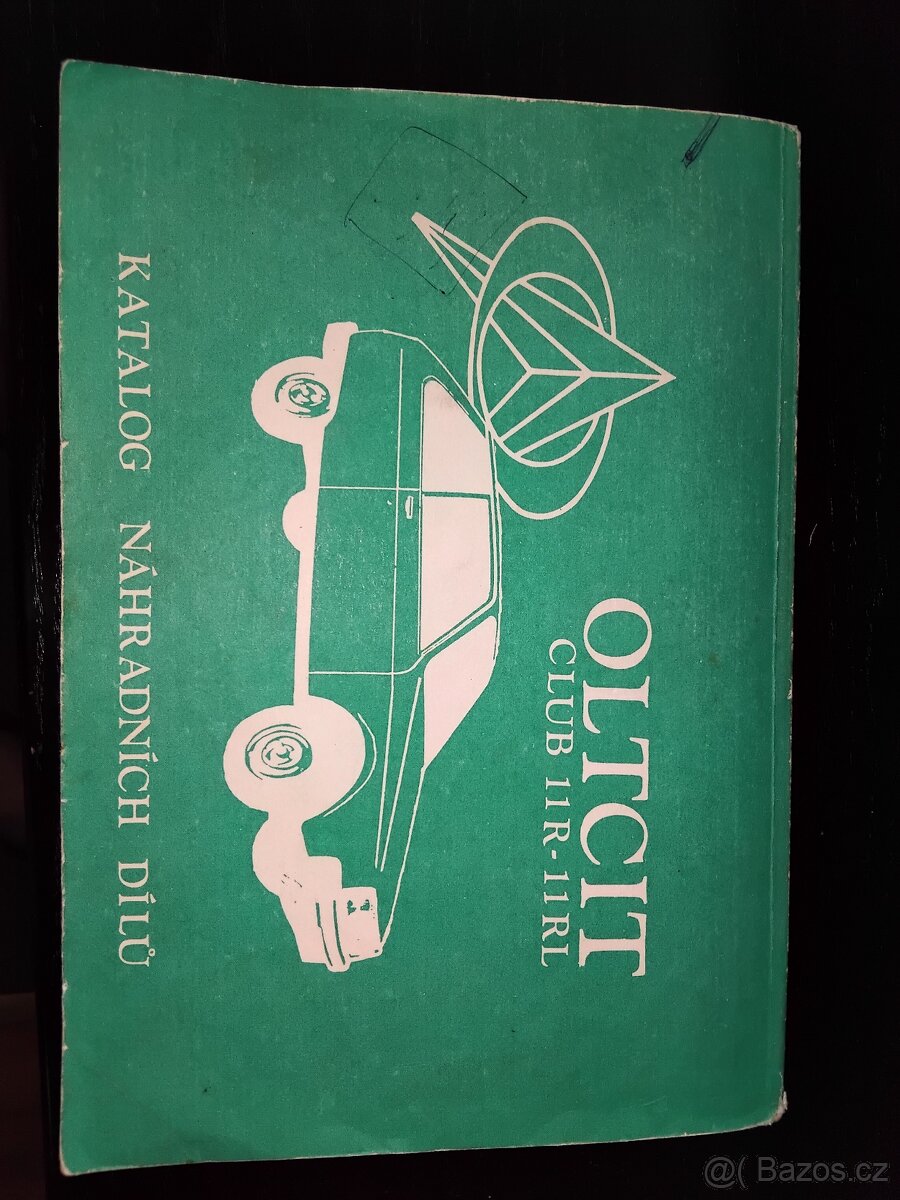 OLTCIT
CLUB 11R-11RL
KATALOG NÁHRADNÍCH DÍLŮ
@( Bazos.cz